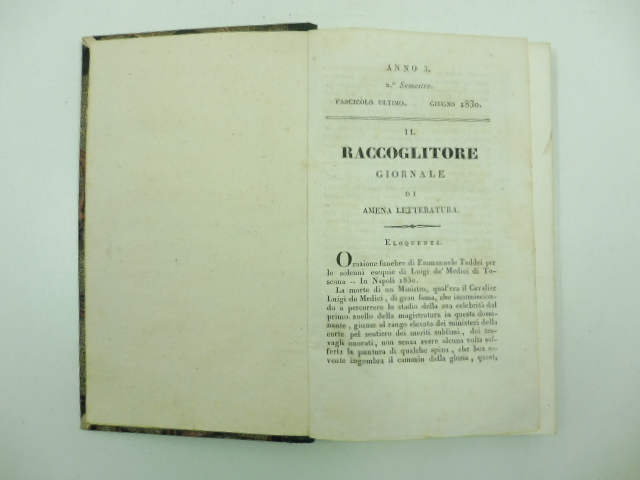 ANNO 3.
2.º Semestre.
FASCICOLO ULTIMO. GIUGNO 1830.
IL
RACCOGLITORE
GIORNALE
DI
AMENA LETTERATURA.
ELOQUENZA.
Orazione funebre di Emmanuele Taddei per
le solenni esequie di Luigi de' Medici di To-
scana — In Napoli 1830.
La morte di un Ministro, qual'era il Cavalier
Luigi de Medici, di gran fama, che incomincian-
do a percorrere lo stadio della sua celebrità dal
primo anello della magistratura in questa domi-
nante, giunse al rango elevato dei ministeri della
corte pel sentiero dei meriti sublimi, dei tra-
vagli onorati, non senza avere alcuna volta sof-
ferta la puntura di qualche spina, che ben so-
vente ingombra il cammin della gloria, questi,